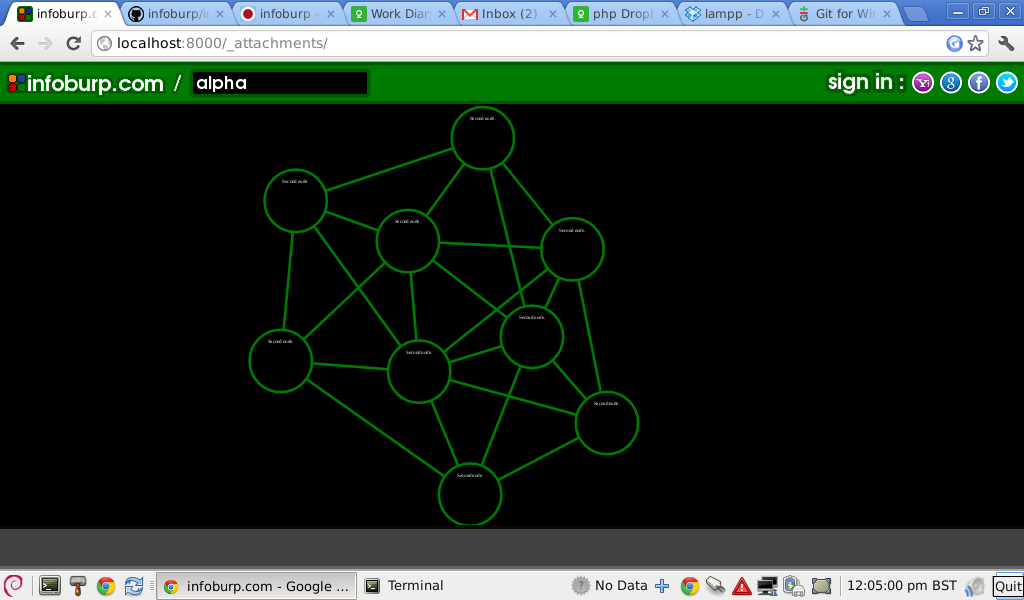 infoburp.c
infoburp/i
infoburp -
Work Diar
Inbox (2)
php Dropt
lampp - D
Git for Wi
localhost:8000/_attachments/
infoburp.com / alpha
sign in :
Second node.
Second node.
Second node.
Second node.
Second node.
Second node.
Second node.
Second node.
Second node.
infoburp.com - Google ...
Terminal
No Data
12:05:00 pm BST
Quit